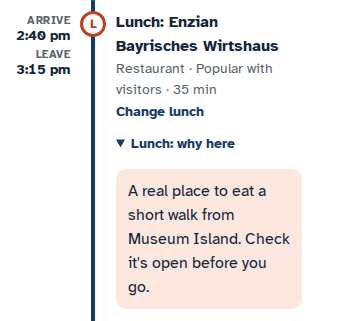 ARRIVE
2:40 pm
LEAVE
3:15 pm
L
Lunch: Enzian
Bayrisches Wirtshaus
Restaurant · Popular with
visitors · 35 min
Change lunch
▼ Lunch: why here
A real place to eat a
short walk from
Museum Island. Check
it's open before you
go.